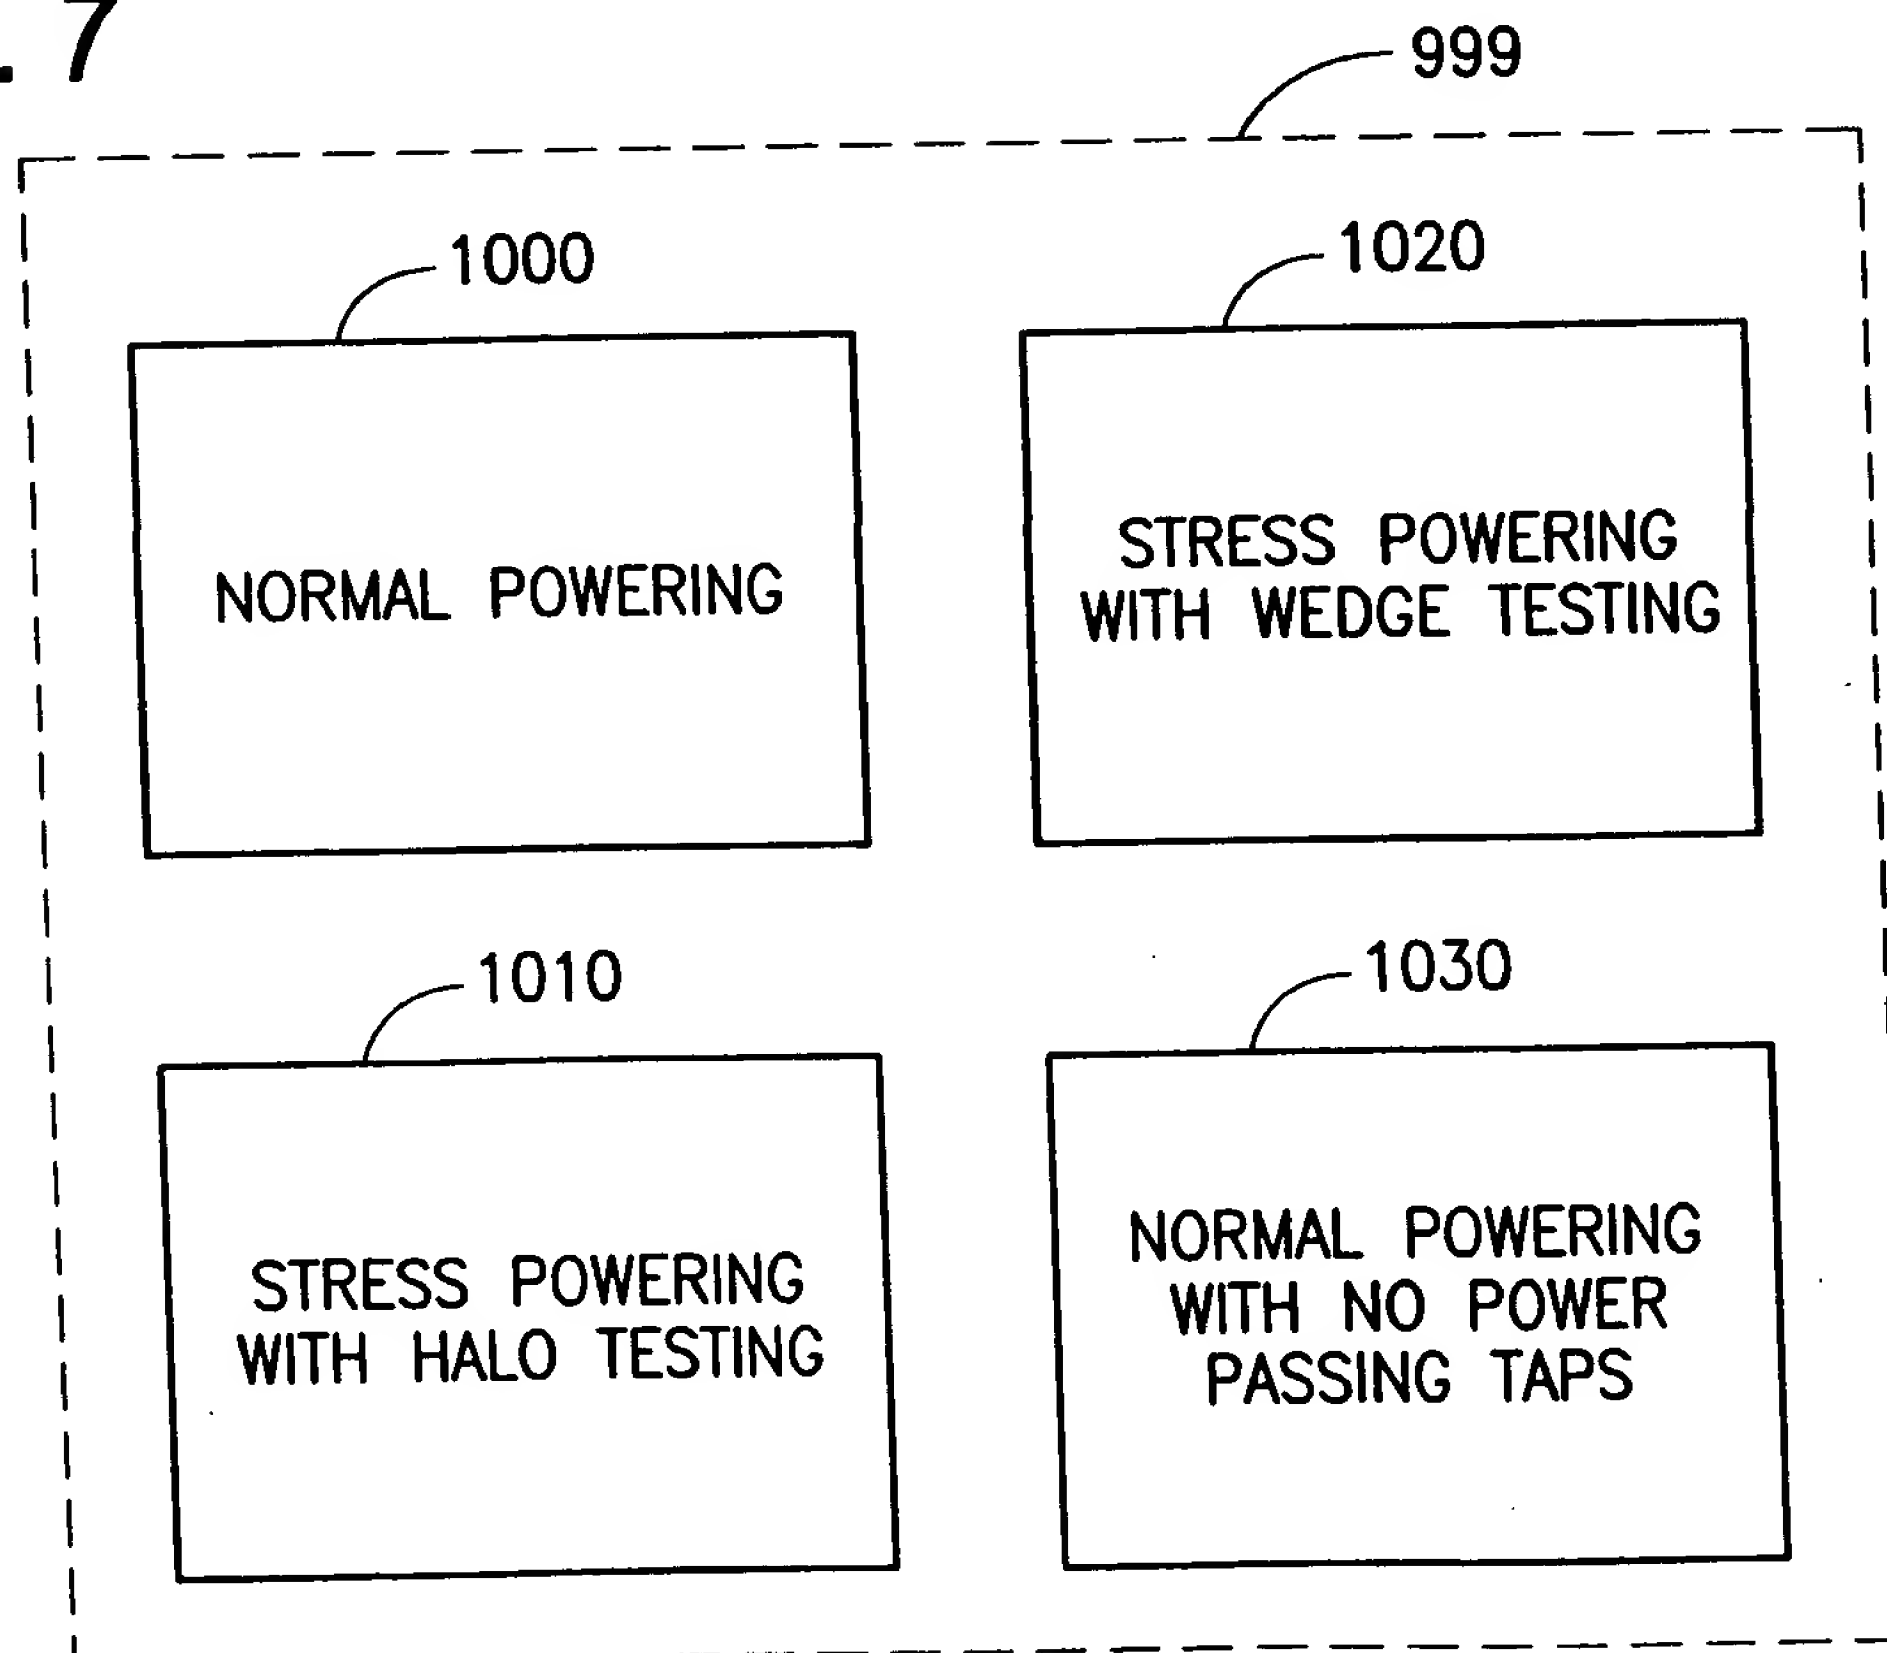 . 7
999
1000
1020
NORMAL POWERING
STRESS POWERING
WITH WEDGE TESTING
1010
1030
STRESS POWERING
WITH HALO TESTING
NORMAL POWERING
WITH NO POWER
PASSING TAPS